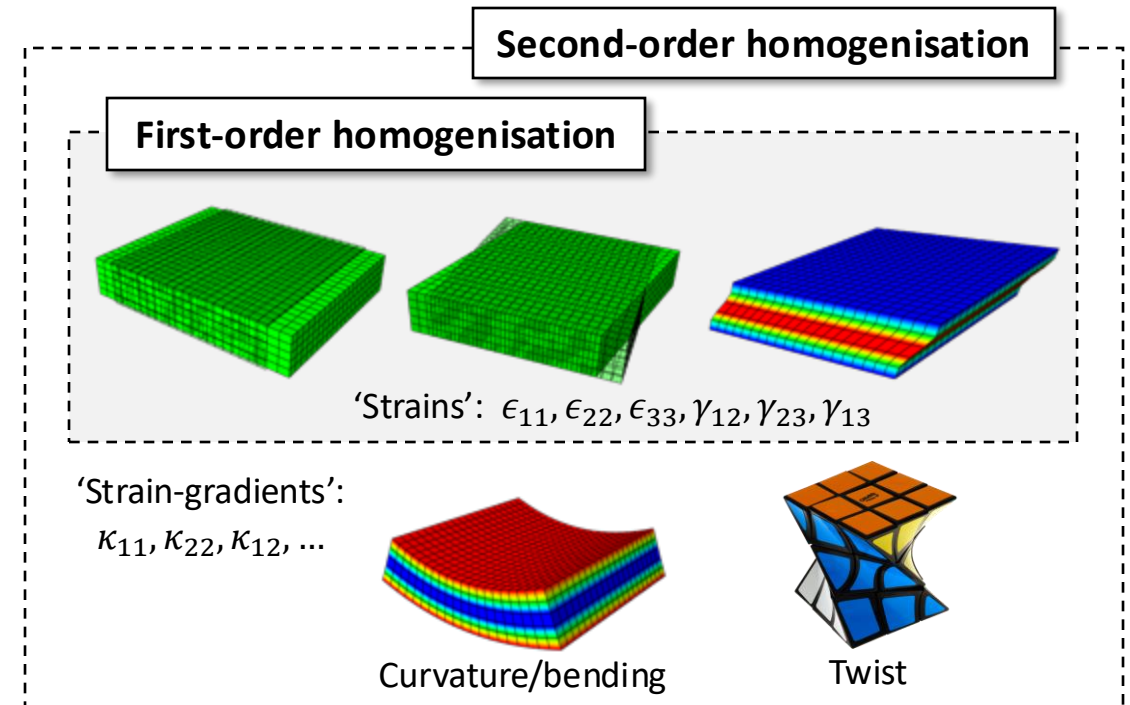 Second-order homogenisation
First-order homogenisation
‘Strains’: ϵ₁₁, ϵ₂₂, ϵ₃₃, γ₁₂, γ₂₃, γ₁₃
‘Strain-gradients’:
κ₁₁, κ₂₂, κ₁₂, ...
Curvature/bending
Twist